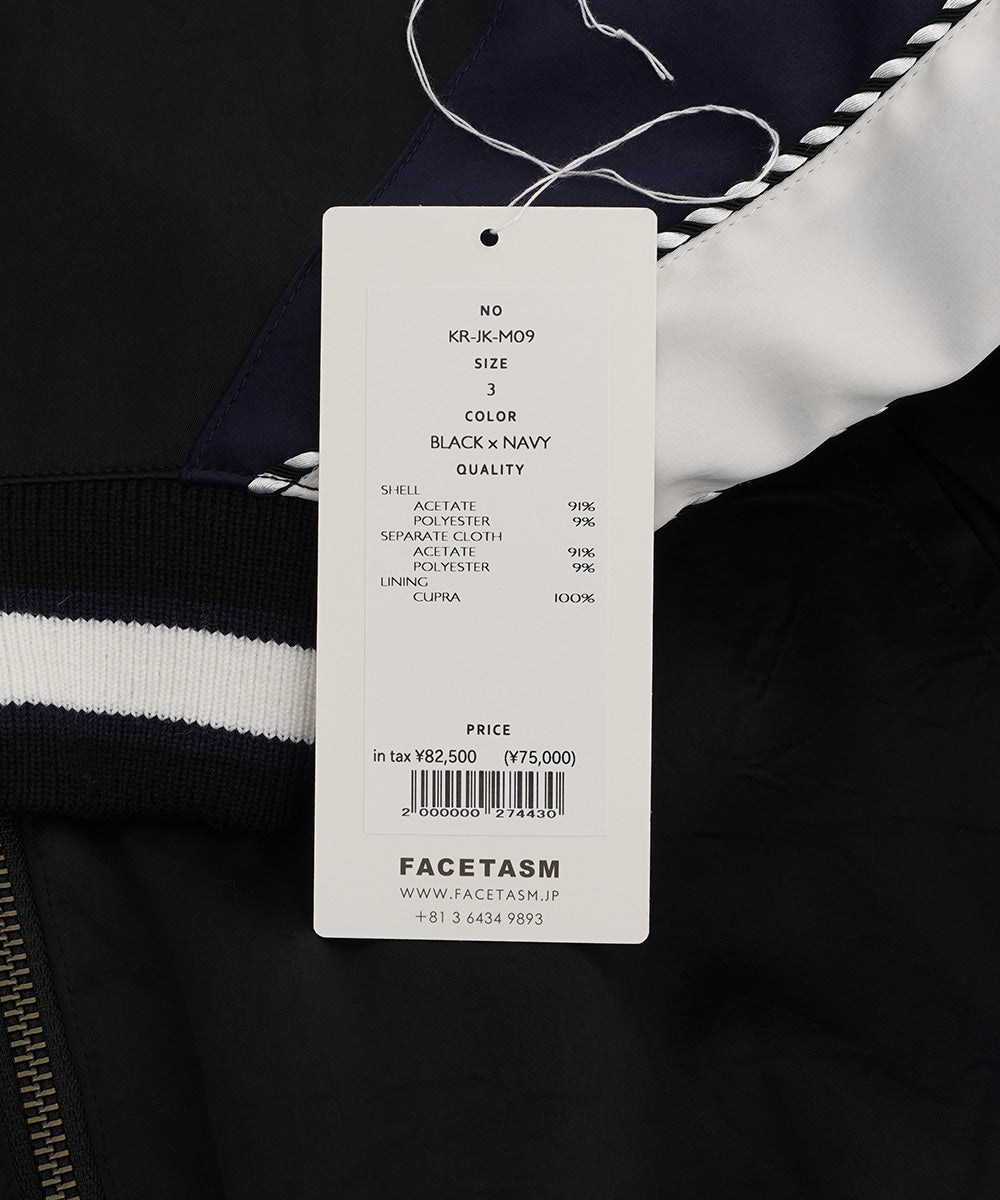 NO
KR-JK-M09
SIZE
3
COLOR
BLACK x NAVY
QUALITY
SHELL
ACETATE 91%
POLYESTER 9%
SEPARATE CLOTH
ACETATE 91%
POLYESTER 9%
LINING
CUPRA 100%
PRICE
in tax ¥82,500 (¥75,000)
2 000000 274430
FACETASM
WWW.FACETASM.JP
+81 3 6434 9893